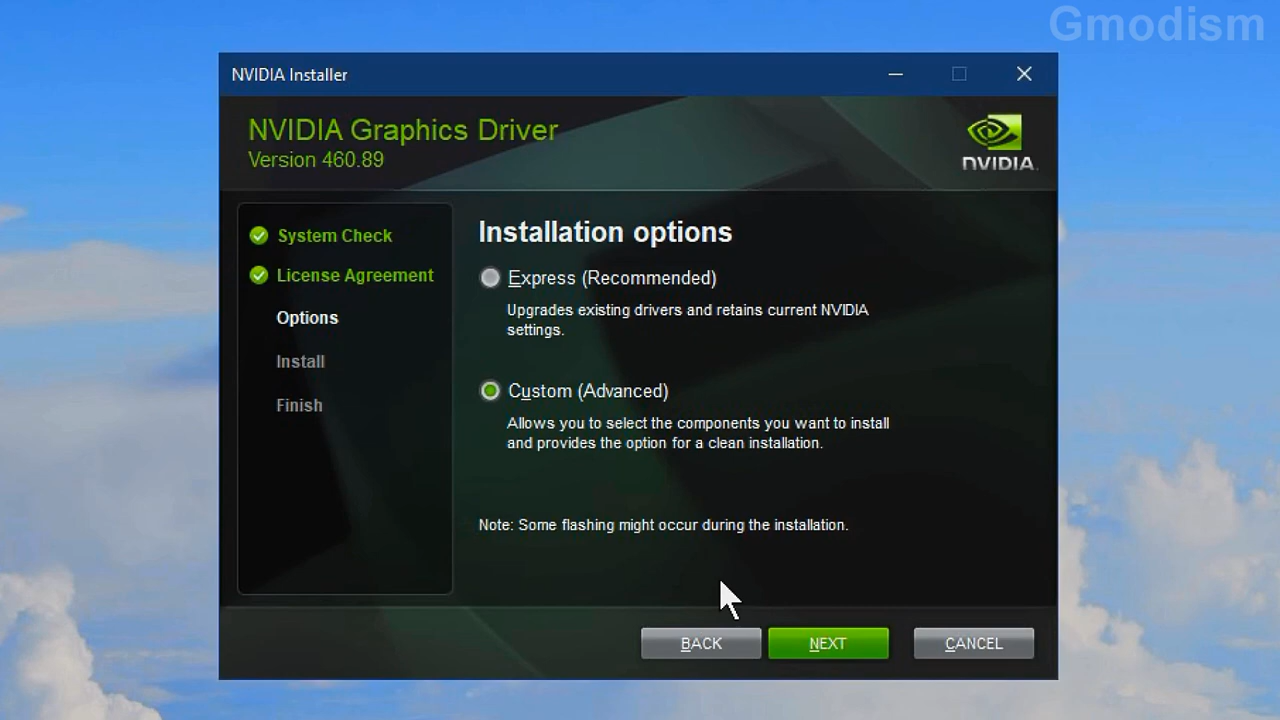 Gmodism
NVIDIA Installer
NVIDIA Graphics Driver
Version 460.89
NVIDIA.
System Check
License Agreement
Options
Install
Finish
Installation options
Express (Recommended)
Upgrades existing drivers and retains current NVIDIA
settings.
Custom (Advanced)
Allows you to select the components you want to install
and provides the option for a clean installation.
Note: Some flashing might occur during the installation.
BACK
NEXT
CANCEL